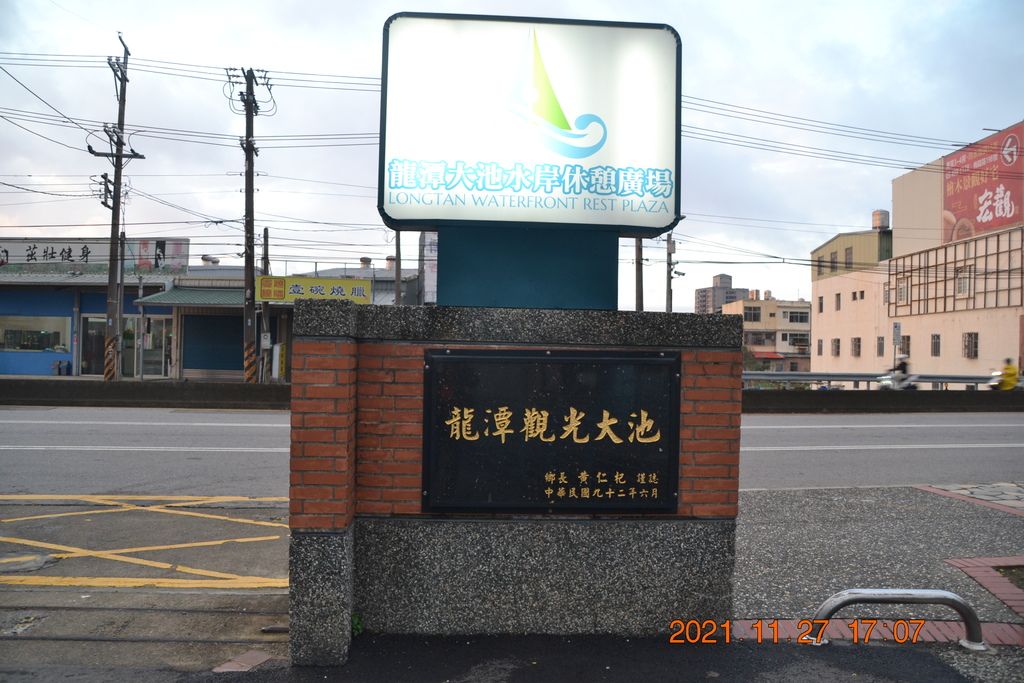 龍潭大池水岸休憩廣場
LONGTAN WATERFRONT REST PLAZA
茁壯健身
壹碗燒臘
宏觀
龍潭觀光大池
鄉長 黃仁杞 謹誌
中華民國九十二年六月
2021 11 27 17:07